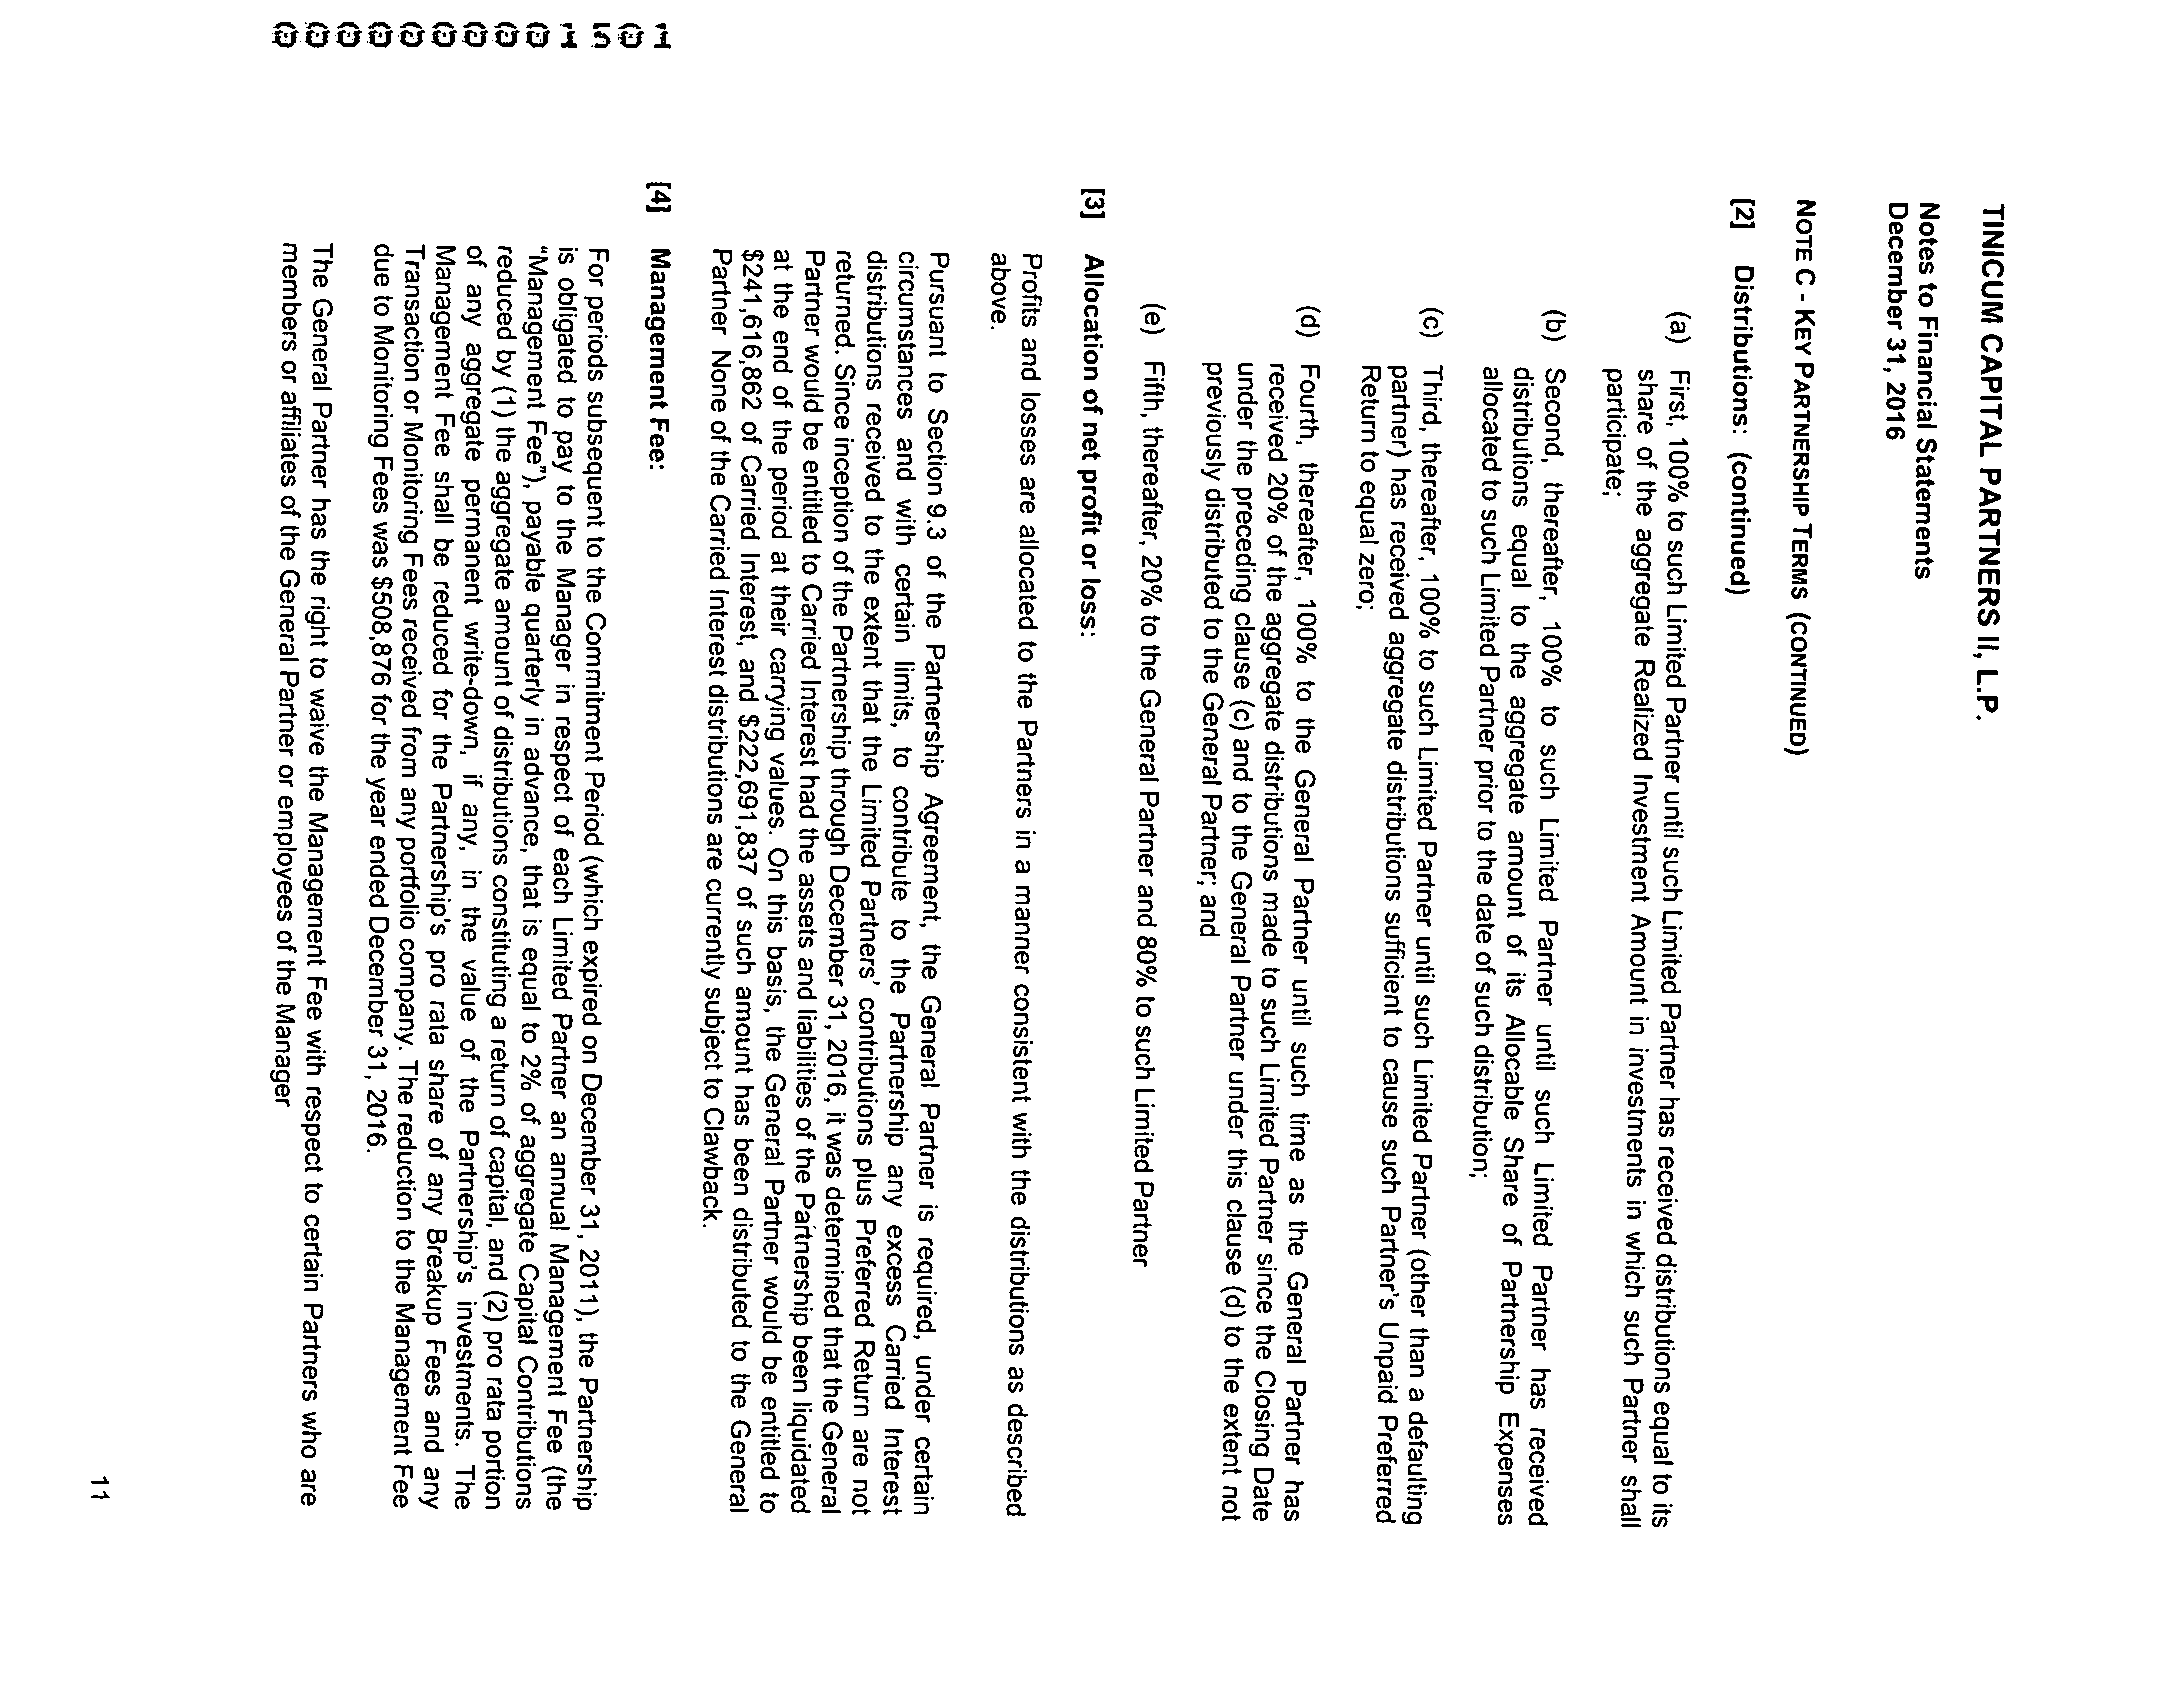 TINICUM CAPITAL PARTNERS II, L.P.
Notes to Financial Statements
December 31, 2016
NOTE C - KEY PARTNERSHIP TERMS (CONTINUED)
[2] Distributions: (continued)
(a) First, 100% to such Limited Partner until such Limited Partner has received distributions equal to its
share of the aggregate Realized Investment Amount in investments in which such Partner shall
participate;
(b) Second, thereafter, 100% to such Limited Partner until such Limited Partner has received
distributions equal to the aggregate amount of its Allocable Share of Partnership Expenses
allocated to such Limited Partner prior to the date of such distribution;
(c) Third, thereafter, 100% to such Limited Partner until such Limited Partner (other than a defaulting
partner) has received aggregate distributions sufficient to cause such Partner's Unpaid Preferred
Return to equal zero;
(d) Fourth, thereafter, 100% to the General Partner until such time as the General Partner has
received 20% of the aggregate distributions made to such Limited Partner since the Closing Date
under the preceding clause (c) and to the General Partner under this clause (d) to the extent not
previously distributed to the General Partner; and
(e) Fifth, thereafter, 20% to the General Partner and 80% to such Limited Partner
[3] Allocation of net profit or loss:
Profits and losses are allocated to the Partners in a manner consistent with the distributions as described
above.
Pursuant to Section 9.3 of the Partnership Agreement, the General Partner is required, under certain
circumstances and with certain limits, to contribute to the Partnership any excess Carried Interest
distributions received to the extent that the Limited Partners' contributions plus Preferred Return are not
returned. Since inception of the Partnership through December 31, 2016, it was determined that the General
Partner would be entitled to Carried Interest had the assets and liabilities of the Partnership been liquidated
at the end of the period at their carrying values. On this basis, the General Partner would be entitled to
$241,616,862 of Carried Interest, and $222,691,837 of such amount has been distributed to the General
Partner None of the Carried Interest distributions are currently subject to Clawback.
[4] Management Fee:
For periods subsequent to the Commitment Period (which expired on December 31, 2011), the Partnership
is obligated to pay to the Manager in respect of each Limited Partner an annual Management Fee (the
"Management Fee"), payable quarterly in advance, that is equal to 2% of aggregate Capital Contributions
reduced by (1) the aggregate amount of distributions constituting a return of capital, and (2) pro rata portion
of any aggregate permanent write-down, if any, in the value of the Partnership's investments. The
Management Fee shall be reduced for the Partnership's pro rata share of any Breakup Fees and any
Transaction or Monitoring Fees received from any portfolio company. The reduction to the Management Fee
due to Monitoring Fees was $508,876 for the year ended December 31, 2016.
The General Partner has the right to waive the Management Fee with respect to certain Partners who are
members or affiliates of the General Partner or employees of the Manager
11
0000000001501